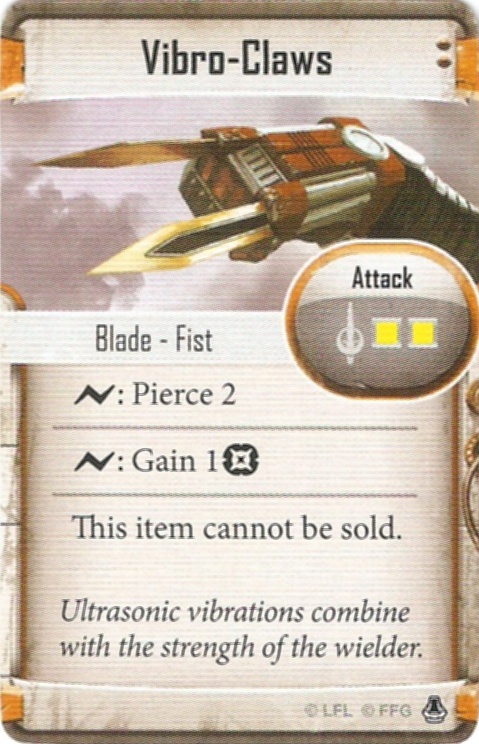 Vibro-Claws
Attack
Blade - Fist
: Pierce 2
: Gain 1
This item cannot be sold.
Ultrasonic vibrations combine
with the strength of the wielder.
© LFL © FFG